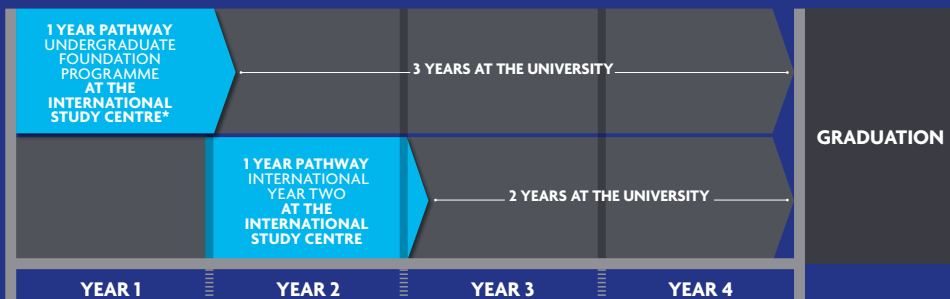 1 YEAR PATHWAY
UNDERGRADUATE
FOUNDATION
PROGRAMME
AT THE
INTERNATIONAL
STUDY CENTRE*
3 YEARS AT THE UNIVERSITY
GRADUATION
1 YEAR PATHWAY
INTERNATIONAL
YEAR TWO
AT THE
INTERNATIONAL
STUDY CENTRE
2 YEARS AT THE UNIVERSITY
YEAR 1
YEAR 2
YEAR 3
YEAR 4